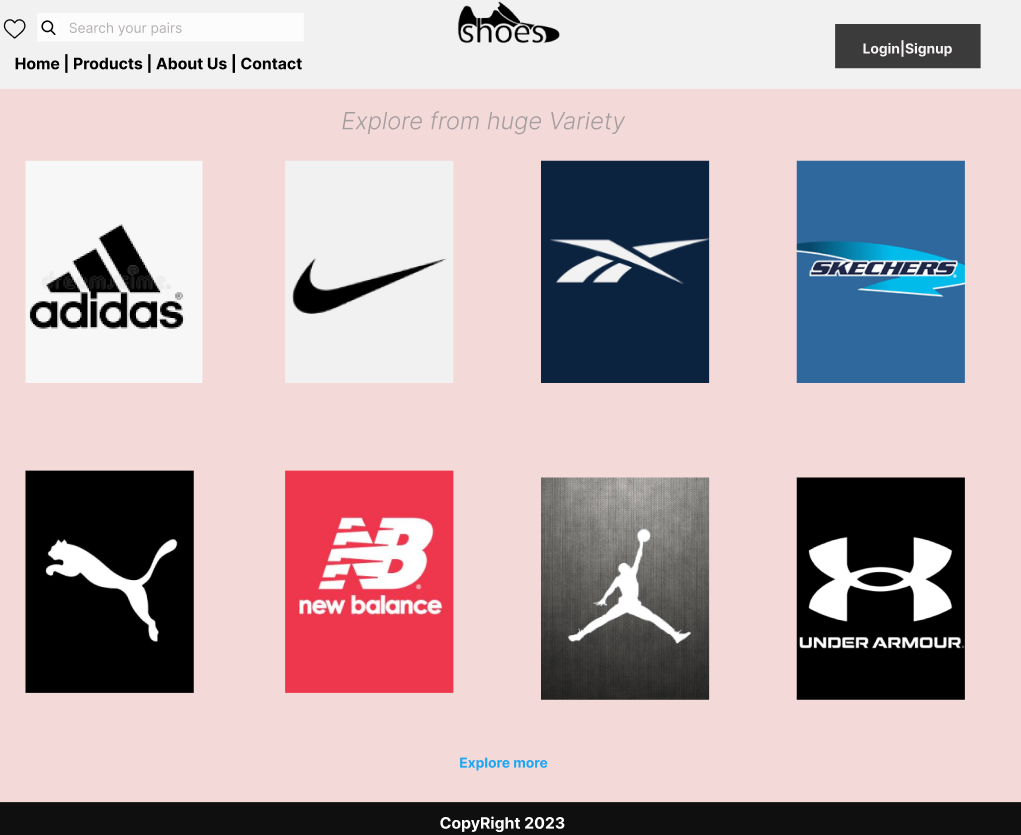 Search your pairs
shoes
Login|Signup
Home | Products | About Us | Contact
Explore from huge Variety
adidas®
SKECHERS
new balance
UNDER ARMOUR
Explore more
CopyRight 2023